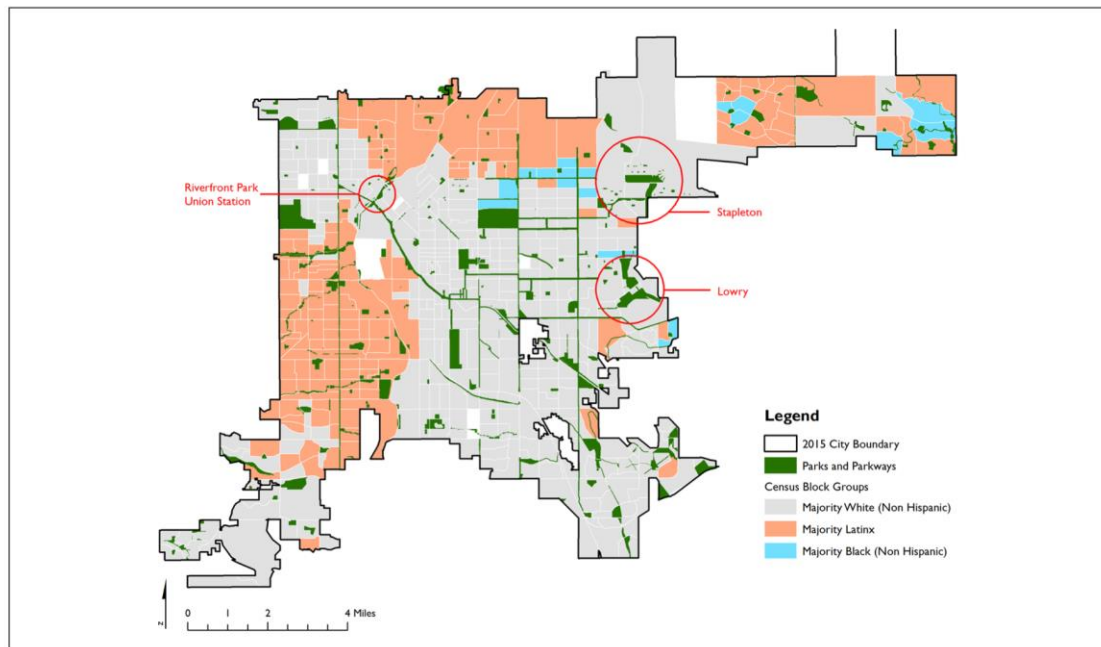 Riverfront Park
Union Station
Stapleton
Lowry
Legend
2015 City Boundary
Parks and Parkways
Census Block Groups
Majority White (Non Hispanic)
Majority Latinx
Majority Black (Non Hispanic)
N
0 1 2 4 Miles